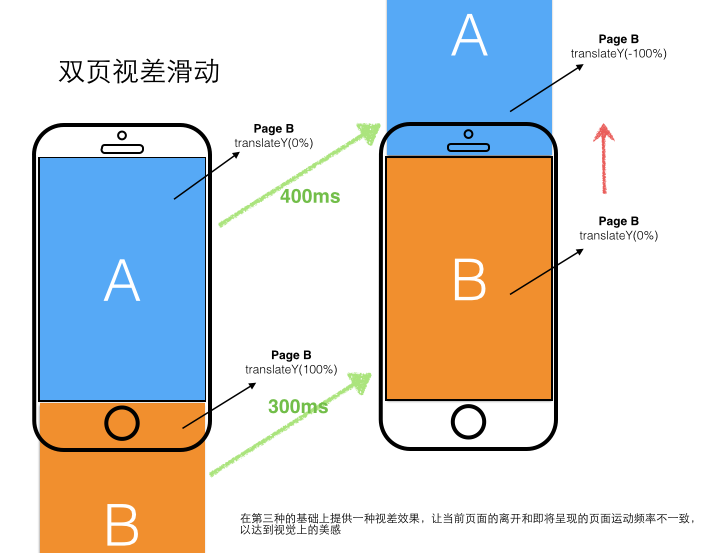 双页视差滑动
A
Page B
translateY(-100%)
Page B
translateY(0%)
400ms
A
B
Page B
translateY(0%)
Page B
translateY(100%)
300ms
B
在第三种的基础上提供一种视差效果，让当前页面的离开和即将呈现的页面运动频率不一致，
以达到视觉上的美感